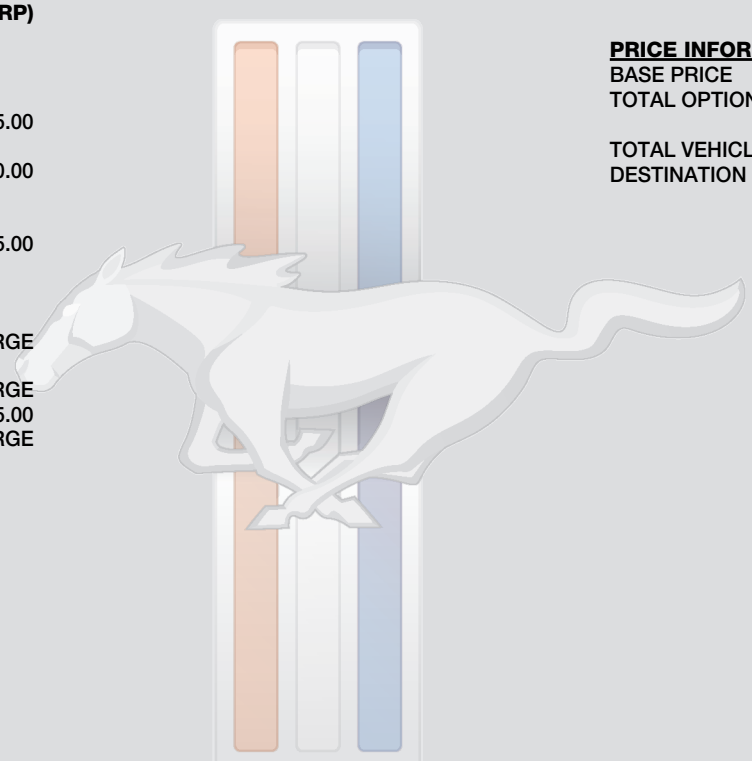 RP)
5.00
0.00
5.00
RGE
RGE
5.00
RGE
PRICE INFOR
BASE PRICE
TOTAL OPTION
TOTAL VEHICL
DESTINATION